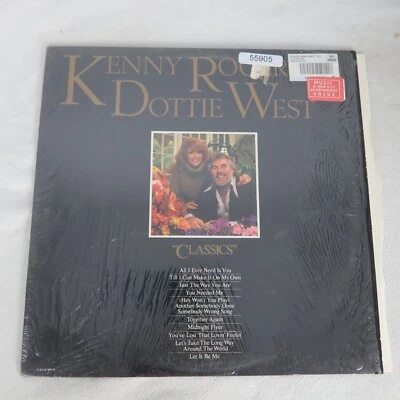 55905
KENNY ROGERS
DOTTIE WEST
MUSIC
VALUE
"CLASSICS"
All I Ever Need Is You
Till I Can Make It On My Own
Just The Way You Are
You Needed Me
(Hey Won't You Play)
Another Somebody Done
Somebody Wrong Song
Together Again
Midnight Flyer
You've Lost That Lovin' Feelin'
Let's Take The Long Way
Around The World
Let It Be Me